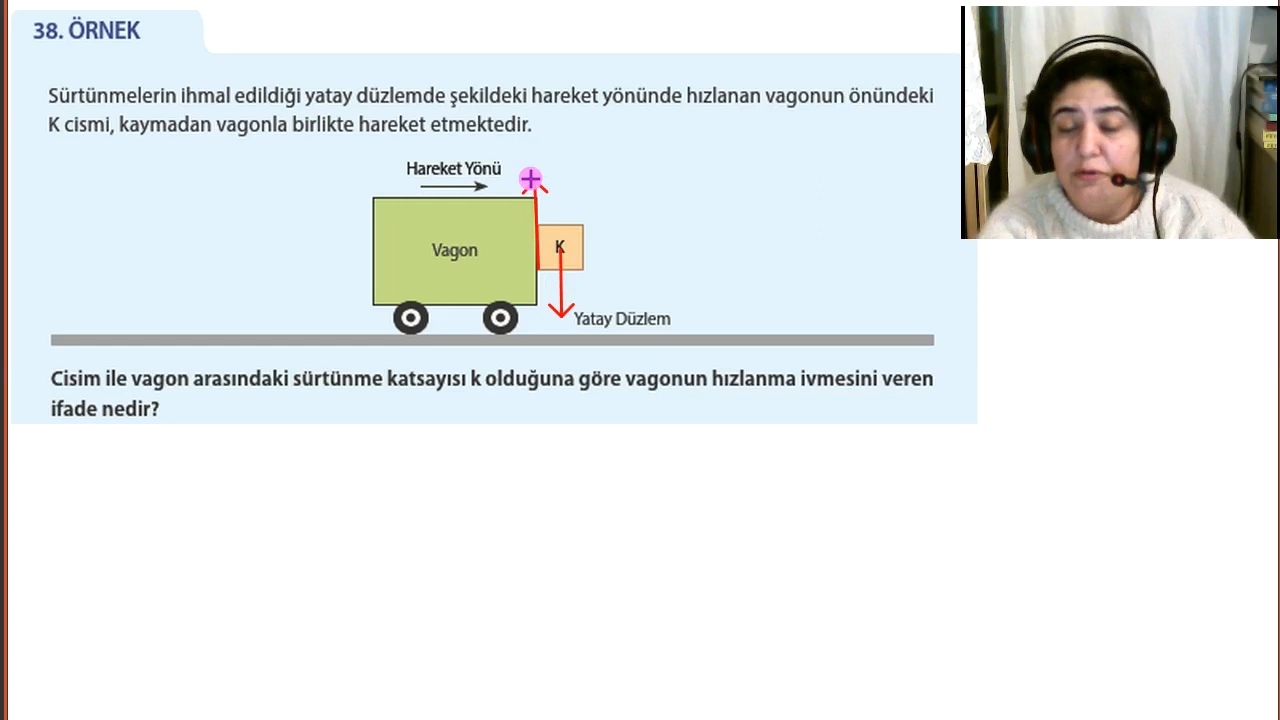 38. ÖRNEK
Sürtünmelerin ihmal edildiği yatay düzlemde şekildeki hareket yönünde hızlanan vagonun önündeki
K cismi, kaymadan vagonla birlikte hareket etmektedir.
Hareket Yönü
Vagon
K
Yatay Düzlem
Cisim ile vagon arasındaki sürtünme katsayısı k olduğuna göre vagonun hızlanma ivmesini veren
ifade nedir?